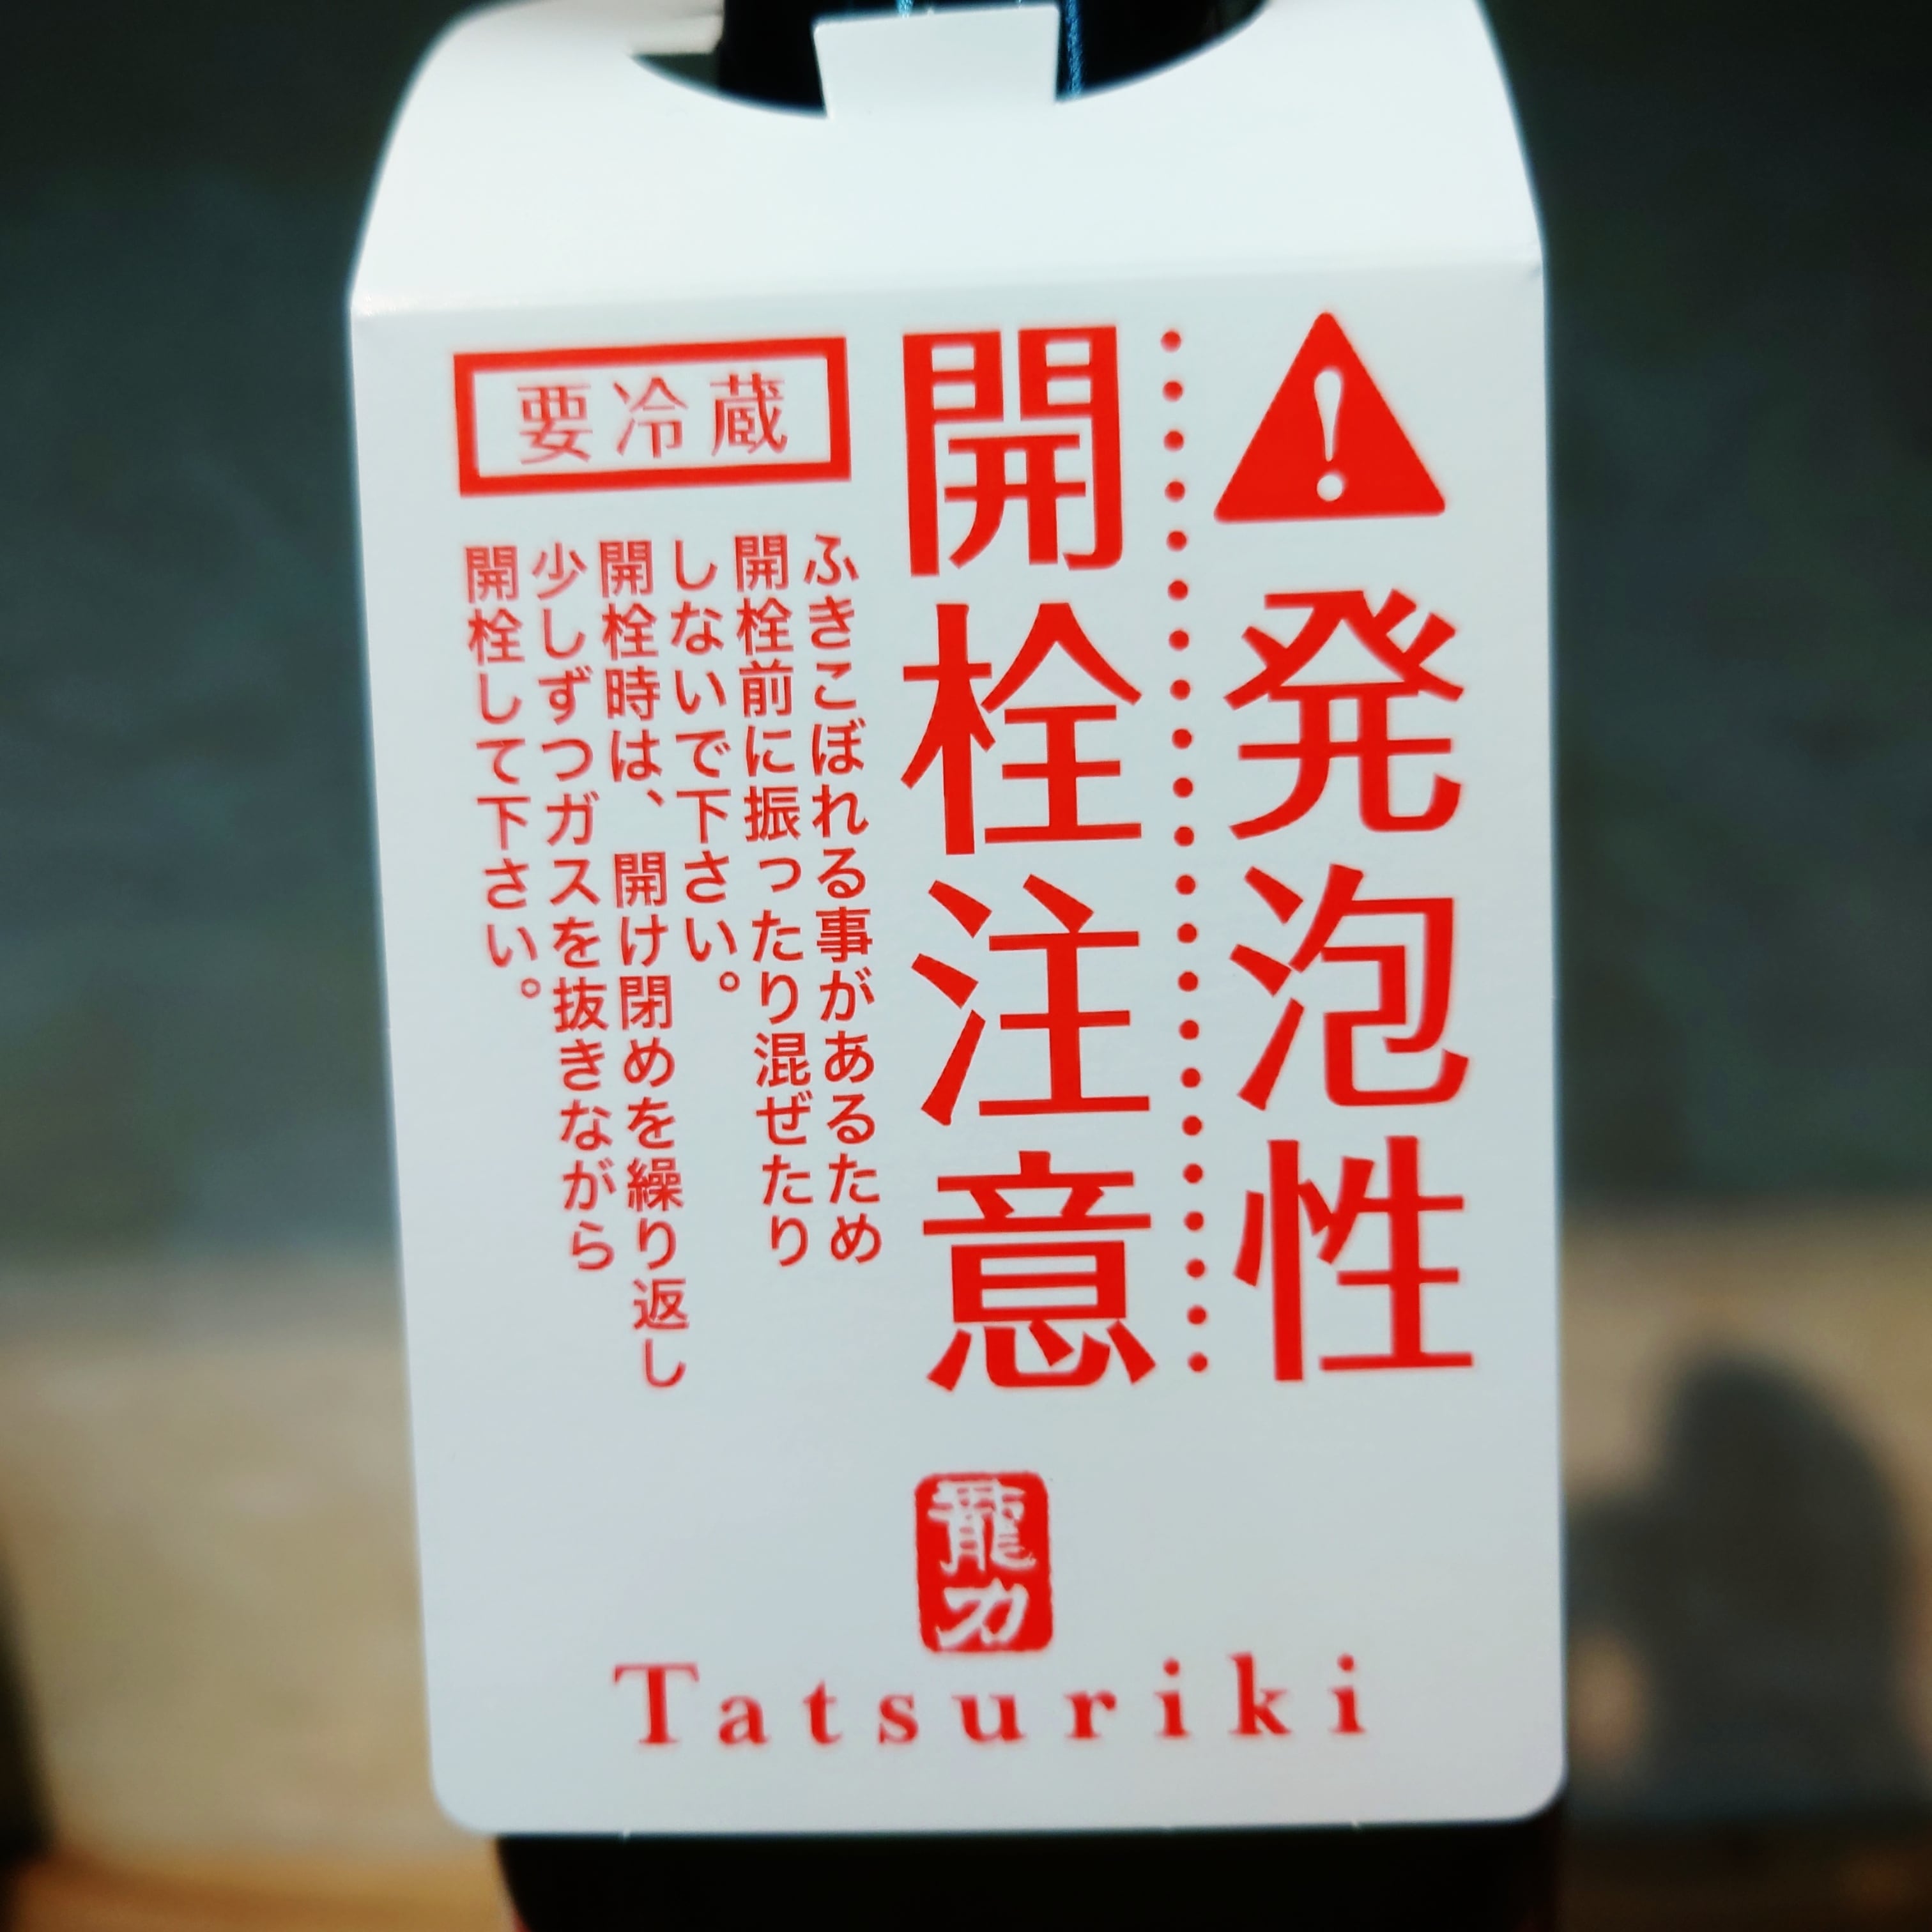 発泡性
開栓注意
要冷蔵
ふきこぼれる事があるため
開栓前に振ったり混ぜたり
しないで下さい。
開栓時は、開け閉めを繰り返し
少しずつガスを抜きながら
開栓して下さい。
龍力
Tatsuriki